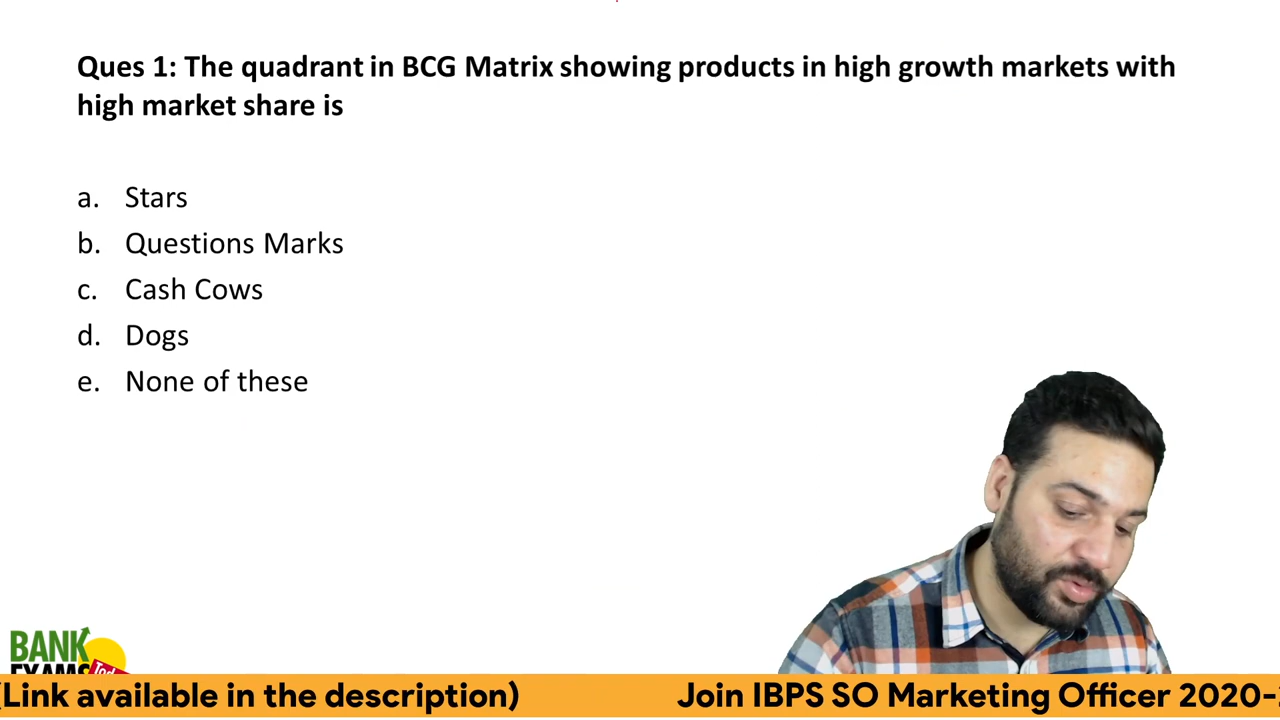 Ques 1: The quadrant in BCG Matrix showing products in high growth markets with
high market share is
a. Stars
b. Questions Marks
c. Cash Cows
d. Dogs
e. None of these
BANK
EXAMS Today
(Link available in the description) Join IBPS SO Marketing Officer 2020-